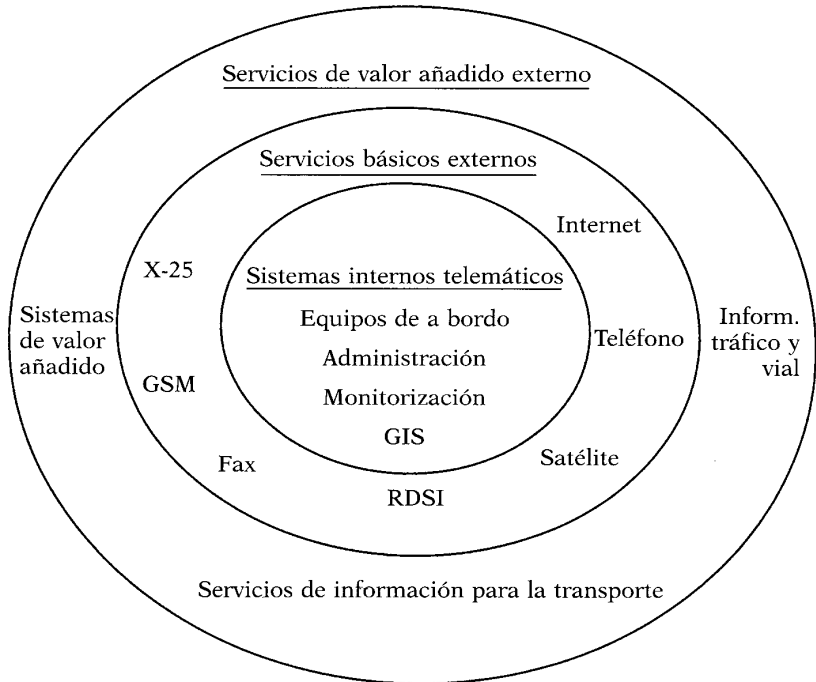 Servicios de valor añadido externo
Servicios básicos externos
Internet
X-25
Sistemas internos telemáticos
Sistemas
de valor
añadido
Equipos de a bordo
Teléfono
Inform.
tráfico y
vial
Administración
GSM
Monitorización
GIS
Fax
Satélite
RDSI
Servicios de información para la transporte